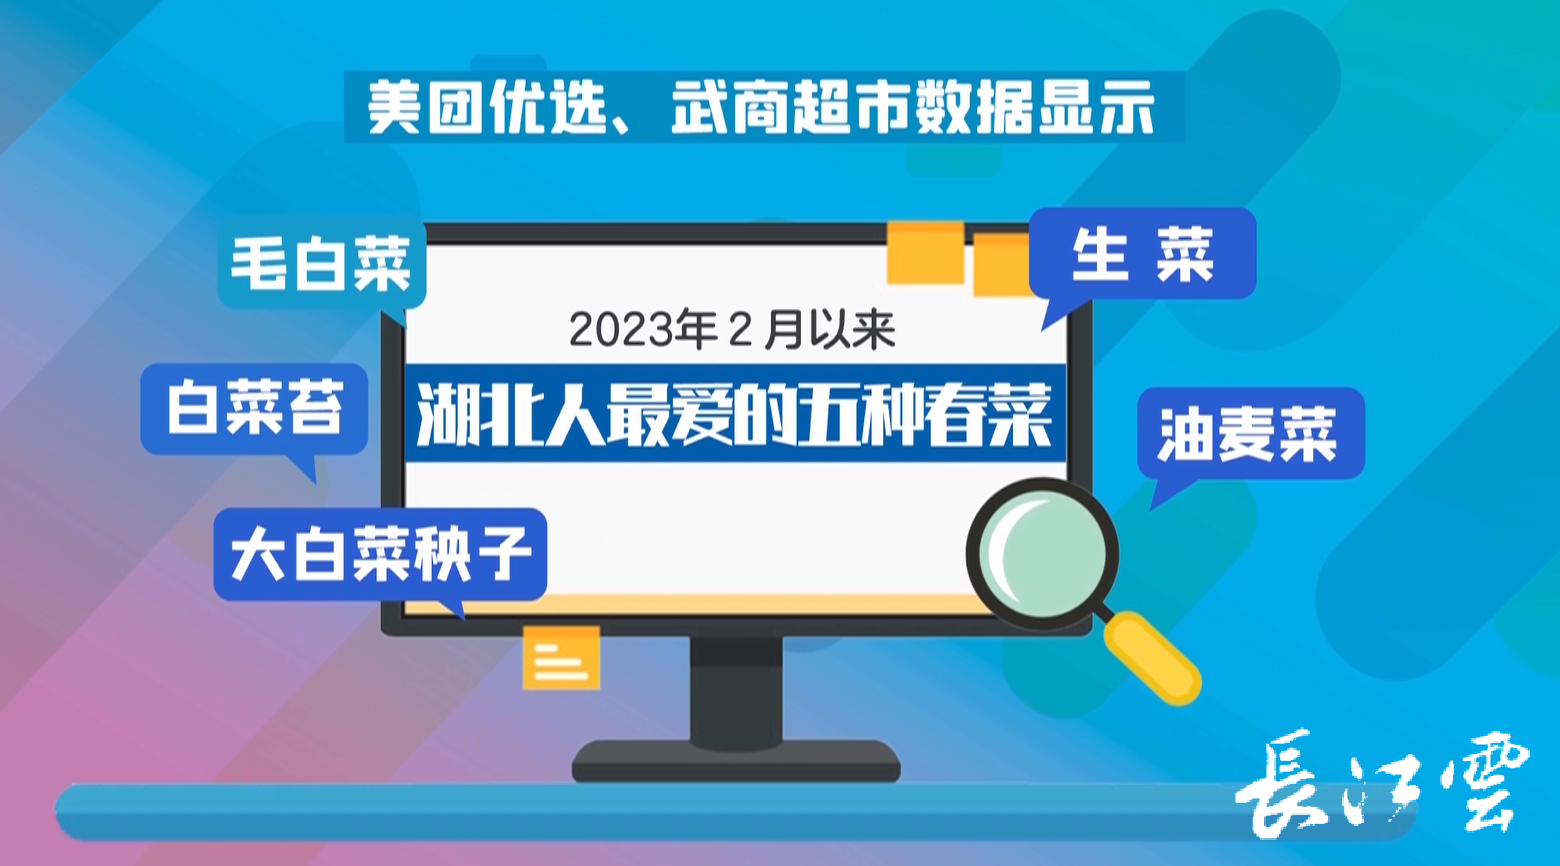 美团优选、武商超市数据显示
毛白菜
生 菜
2023年2月以来
湖北人最爱的五种春菜
白菜苔
油麦菜
大白菜秧子
長江雲